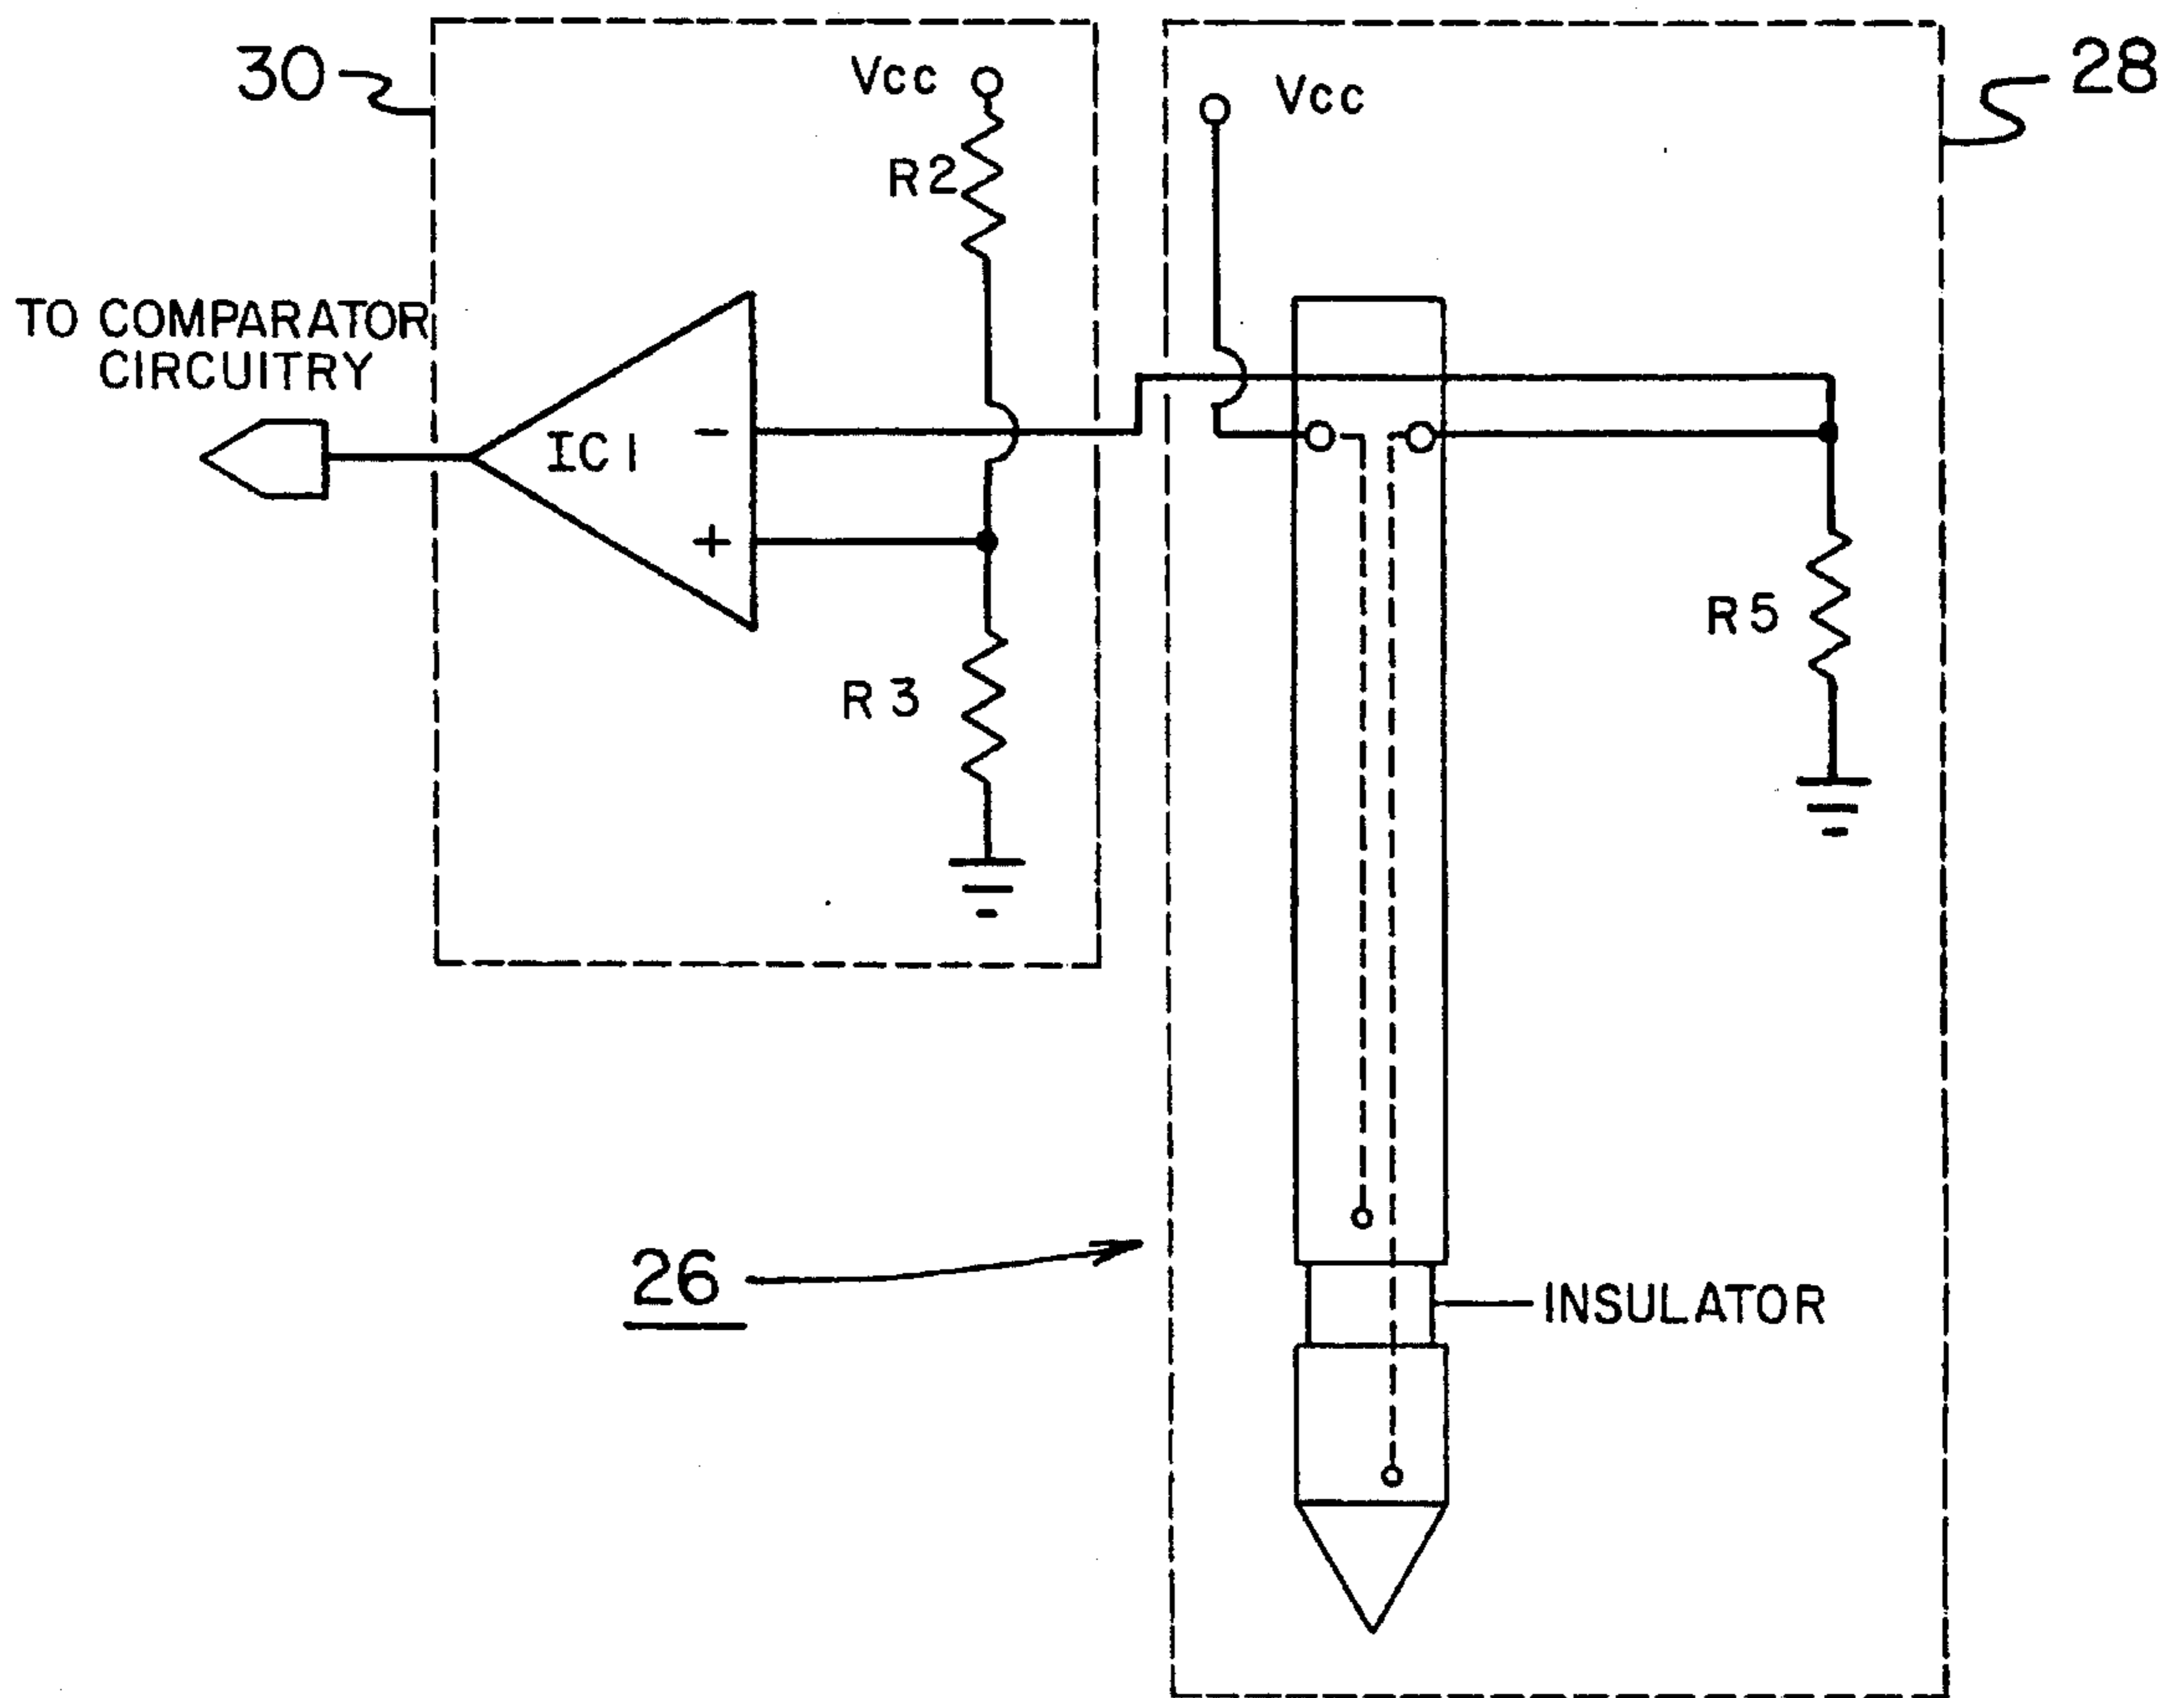 30
Vcc
Vcc
28
R2
TO COMPARATOR
CIRCUITRY
IC1
-
+
R5
R3
26
INSULATOR